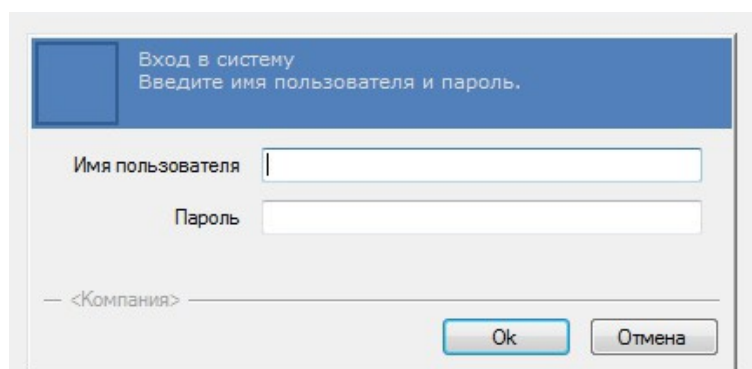 Вход в систему
Введите имя пользователя и пароль.
Имя пользователя
Пароль
<Компания>
Ok
Отмена